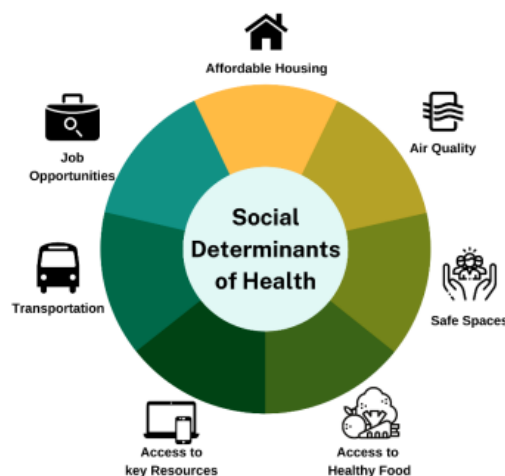 Affordable Housing
Air Quality
Safe Spaces
Access to
Healthy Food
Access to
key Resources
Transportation
Job
Opportunities
Social
Determinants
of Health